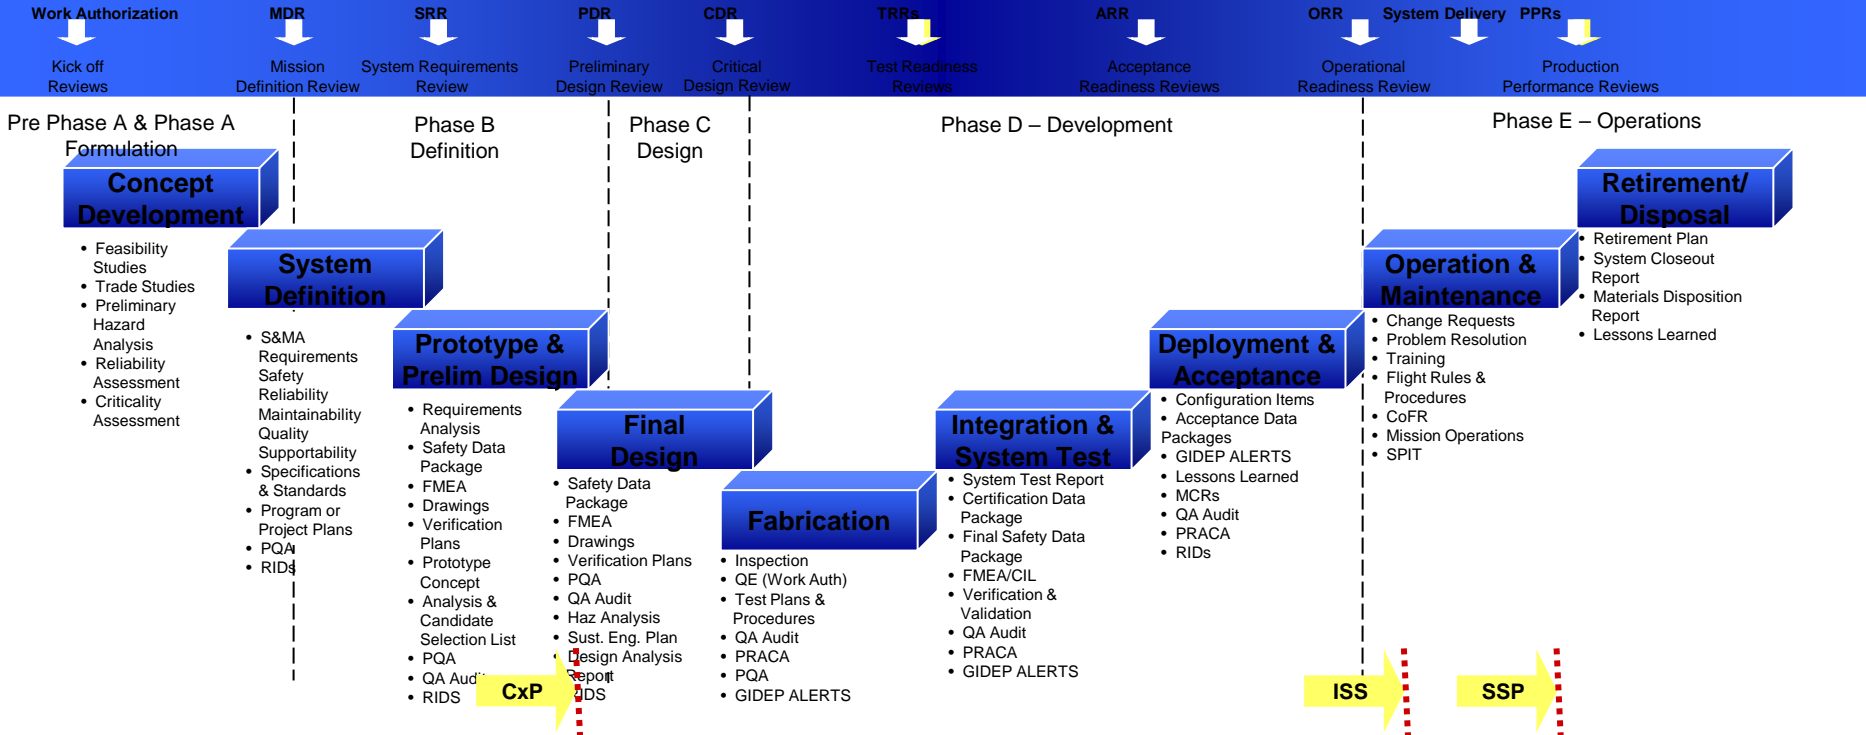 Work Authorization
MDR
SRR
PDR
CDR
TRRs
ARR
ORR
System Delivery
PPRs
Kick off
Reviews
Mission
Definition Review
System Requirements
Review
Preliminary
Design Review
Critical
Design Review
Test Readiness
Reviews
Acceptance
Readiness Reviews
Operational
Readiness Review
Production
Performance Reviews
Pre Phase A & Phase A
Formulation
Phase B
Definition
Phase C
Design
Phase D – Development
Phase E – Operations
Concept
Development
• Feasibility
Studies
• Trade Studies
• Preliminary
Hazard
Analysis
• Reliability
Assessment
• Criticality
Assessment
System
Definition
• S&MA
Requirements
Safety
Reliability
Maintainability
Quality
Supportability
• Specifications
& Standards
• Program or
Project Plans
• PQA
• RIDs
Prototype &
Prelim Design
• Requirements
Analysis
• Safety Data
Package
• FMEA
• Drawings
• Verification
Plans
• Prototype
Concept
• Analysis &
Candidate
Selection List
• PQA
• QA Audit
• RIDS
Final
Design
• Safety Data
Package
• FMEA
• Drawings
• Verification Plans
• PQA
• QA Audit
• Haz Analysis
• Sust. Eng. Plan
• Design Analysis
Report
• RIDS
Fabrication
• Inspection
• QE (Work Auth)
• Test Plans &
Procedures
• QA Audit
• PRACA
• PQA
• GIDEP ALERTS
Integration &
System Test
• System Test Report
• Certification Data
Package
• Final Safety Data
Package
• FMEA/CIL
• Verification &
Validation
• QA Audit
• PRACA
• GIDEP ALERTS
Deployment &
Acceptance
• Configuration Items
• Acceptance Data
Packages
• GIDEP ALERTS
• Lessons Learned
• MCRs
• QA Audit
• PRACA
• RIDs
Operation &
Maintenance
• Change Requests
• Problem Resolution
• Training
• Flight Rules &
Procedures
• CoFR
• Mission Operations
• SPIT
Retirement/
Disposal
• Retirement Plan
• System Closeout
Report
• Materials Disposition
Report
• Lessons Learned
CxP
ISS
SSP